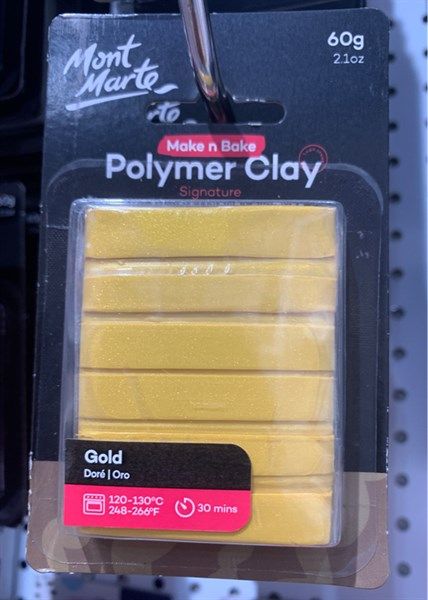 Mont
Marte
60g
2.1oz
rte
Make n Bake
Polymer Clay
Signature
Gold
Doré | Oro
120-130°C
248-266°F
30 mins